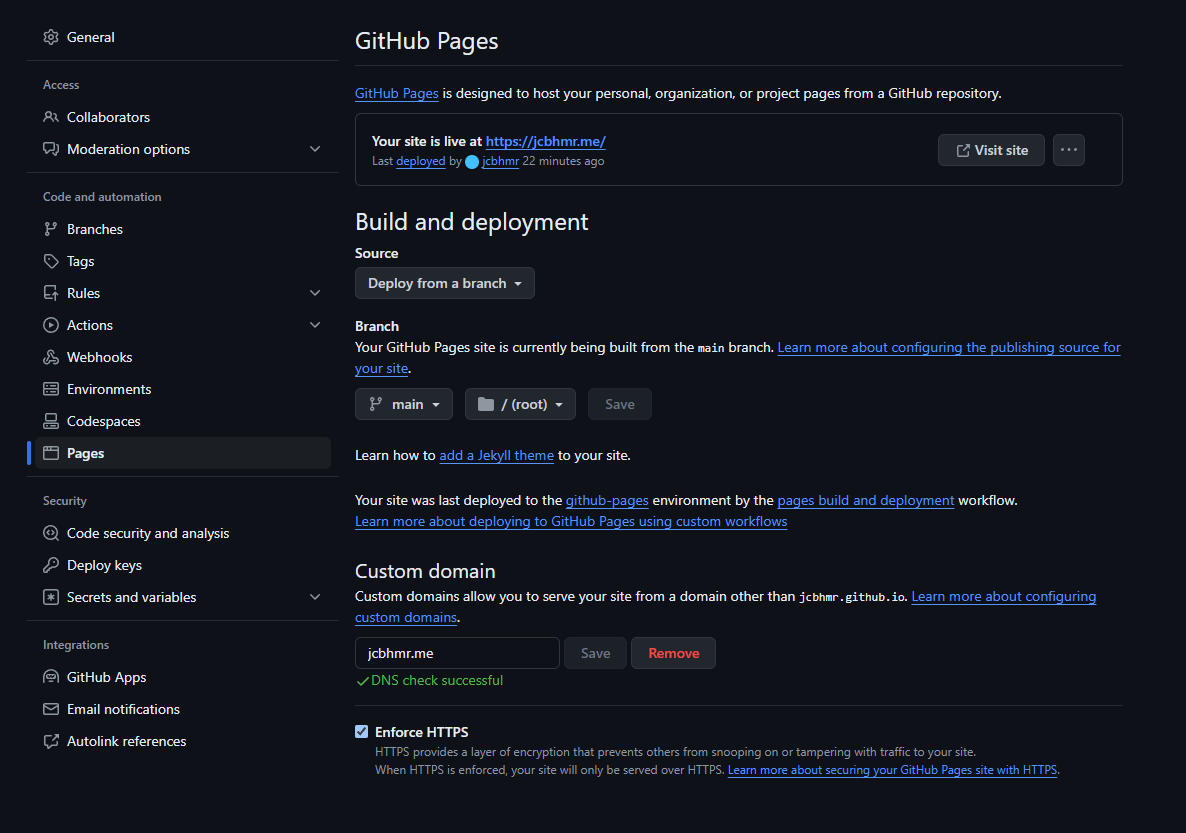 General
Access
Collaborators
Moderation options
Code and automation
Branches
Tags
Rules
Actions
Webhooks
Environments
Codespaces
Pages
Security
Code security and analysis
Deploy keys
Secrets and variables
Integrations
GitHub Apps
Email notifications
Autolink references
GitHub Pages
GitHub Pages is designed to host your personal, organization, or project pages from a GitHub repository.
Your site is live at https://jcbhmr.me/
Last deployed by jcbhmr 22 minutes ago
Visit site
Build and deployment
Source
Deploy from a branch
Branch
Your GitHub Pages site is currently being built from the main branch. Learn more about configuring the publishing source for
your site.
main / (root) Save
Learn how to add a Jekyll theme to your site.
Your site was last deployed to the github-pages environment by the pages build and deployment workflow.
Learn more about deploying to GitHub Pages using custom workflows
Custom domain
Custom domains allow you to serve your site from a domain other than jcbhmr.github.io. Learn more about configuring
custom domains.
jcbhmr.me Save Remove
DNS check successful
Enforce HTTPS
HTTPS provides a layer of encryption that prevents others from snooping on or tampering with traffic to your site.
When HTTPS is enforced, your site will only be served over HTTPS. Learn more about securing your GitHub Pages site with HTTPS.